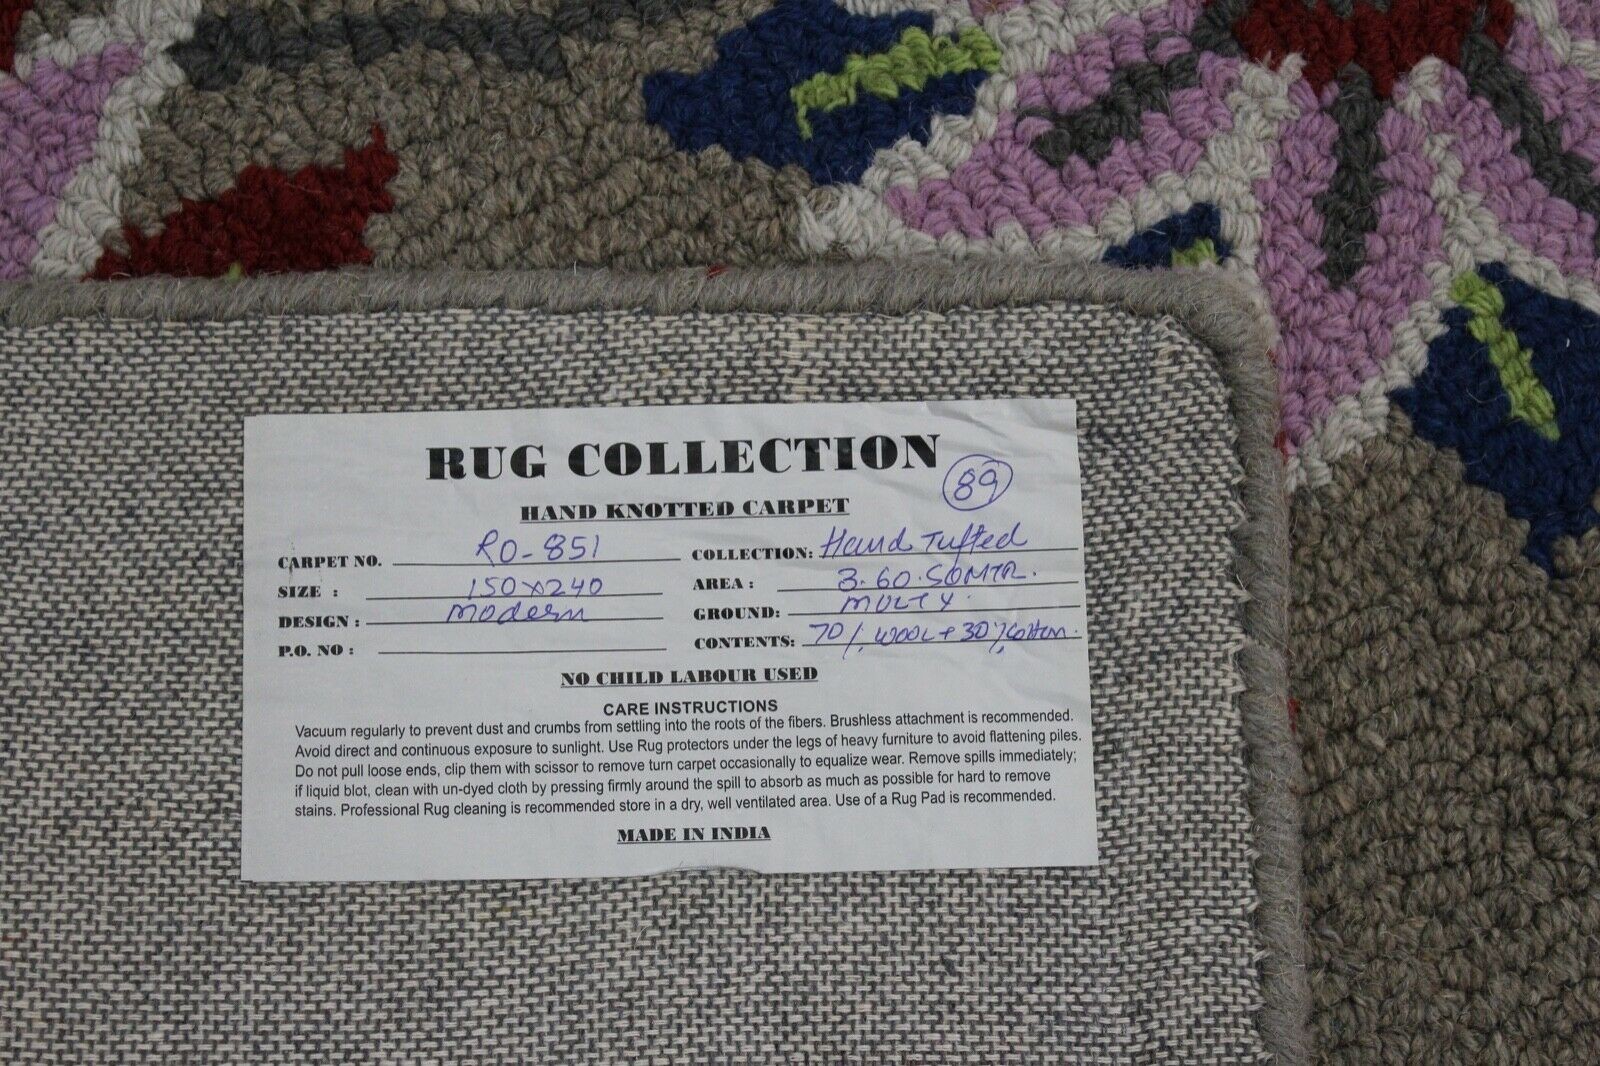 RUG COLLECTION
89
HAND KNOTTED CARPET
CARPET NO. RO-851 COLLECTION: Hand Tufted
SIZE : 150x240 AREA : 3.60.SQMTR.
DESIGN : Modern GROUND: MULTY.
P.O. NO : CONTENTS: 70%.WOOL+30%Cotton.
NO CHILD LABOUR USED
CARE INSTRUCTIONS
Vacuum regularly to prevent dust and crumbs from settling into the roots of the fibers. Brushless attachment is recommended.
Avoid direct and continuous exposure to sunlight. Use Rug protectors under the legs of heavy furniture to avoid flattening piles.
Do not pull loose ends, clip them with scissor to remove turn carpet occasionally to equalize wear. Remove spills immediately;
if liquid blot, clean with un-dyed cloth by pressing firmly around the spill to absorb as much as possible for hard to remove
stains. Professional Rug cleaning is recommended store in a dry, well ventilated area. Use of a Rug Pad is recommended.
MADE IN INDIA